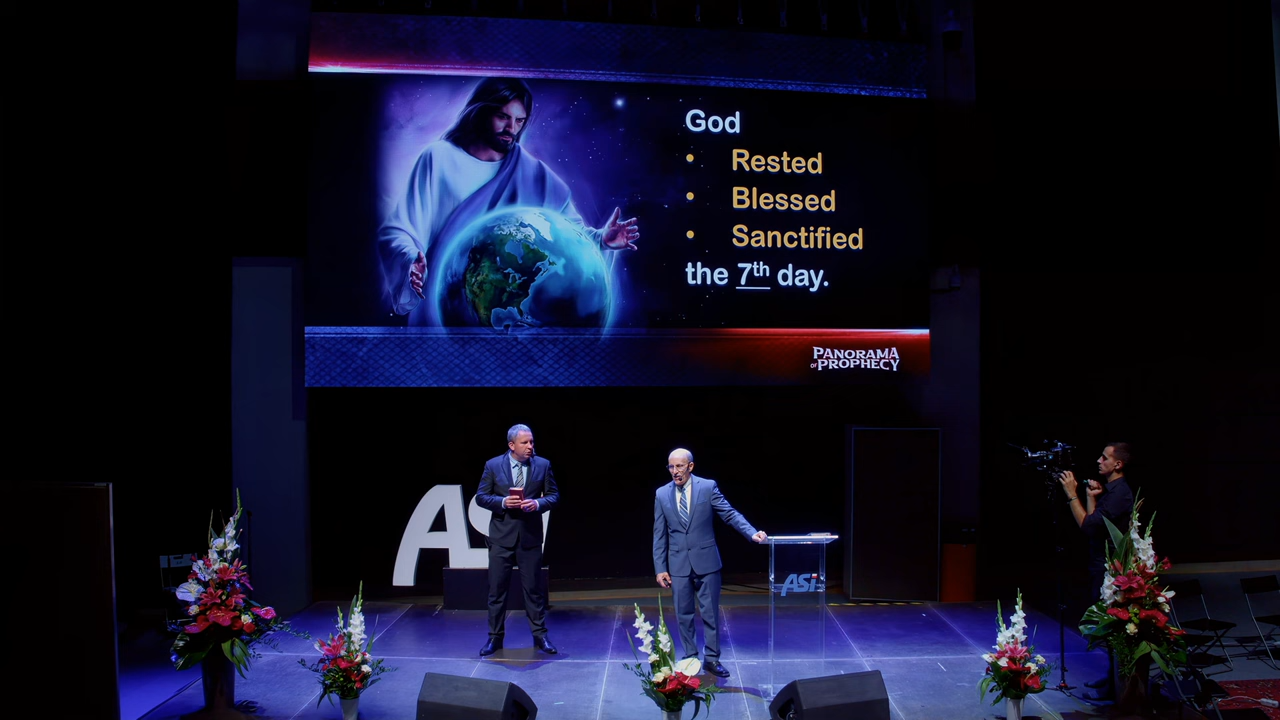 God
• Rested
• Blessed
• Sanctified
the 7th day.
PANORAMA
OF PROPHECY
ASi
ASi